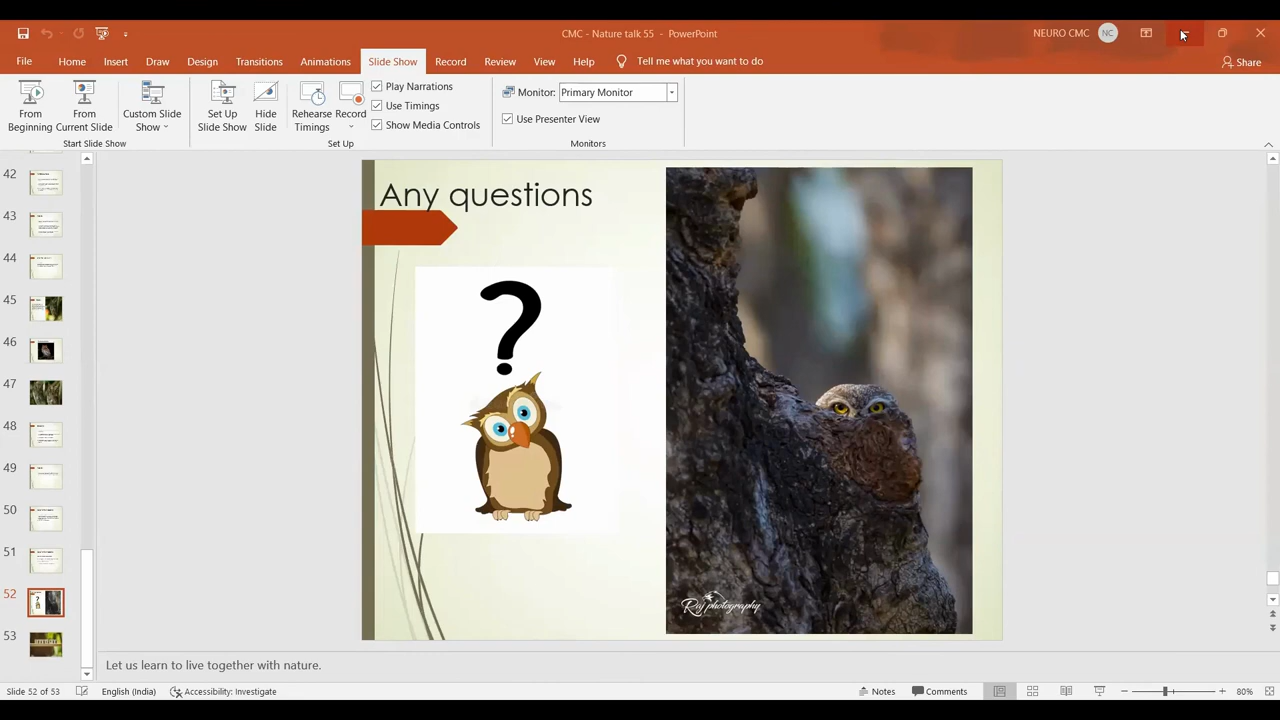 CMC - Nature talk 55 - PowerPoint
NEURO CMC NC
File Home Insert Draw Design Transitions Animations Slide Show Record Review View Help Tell me what you want to do Share
From Beginning
From Current Slide
Custom Slide Show
Start Slide Show
Set Up Slide Show
Hide Slide
Rehearse Timings
Record
Play Narrations
Use Timings
Show Media Controls
Set Up
Monitor: Primary Monitor
Use Presenter View
Monitors
42
43
44
45
46
47
48
49
50
51
52
53
Any questions
?
Raj photography
Let us learn to live together with nature.
Slide 52 of 53 English (India) Accessibility: Investigate Notes Comments 80%